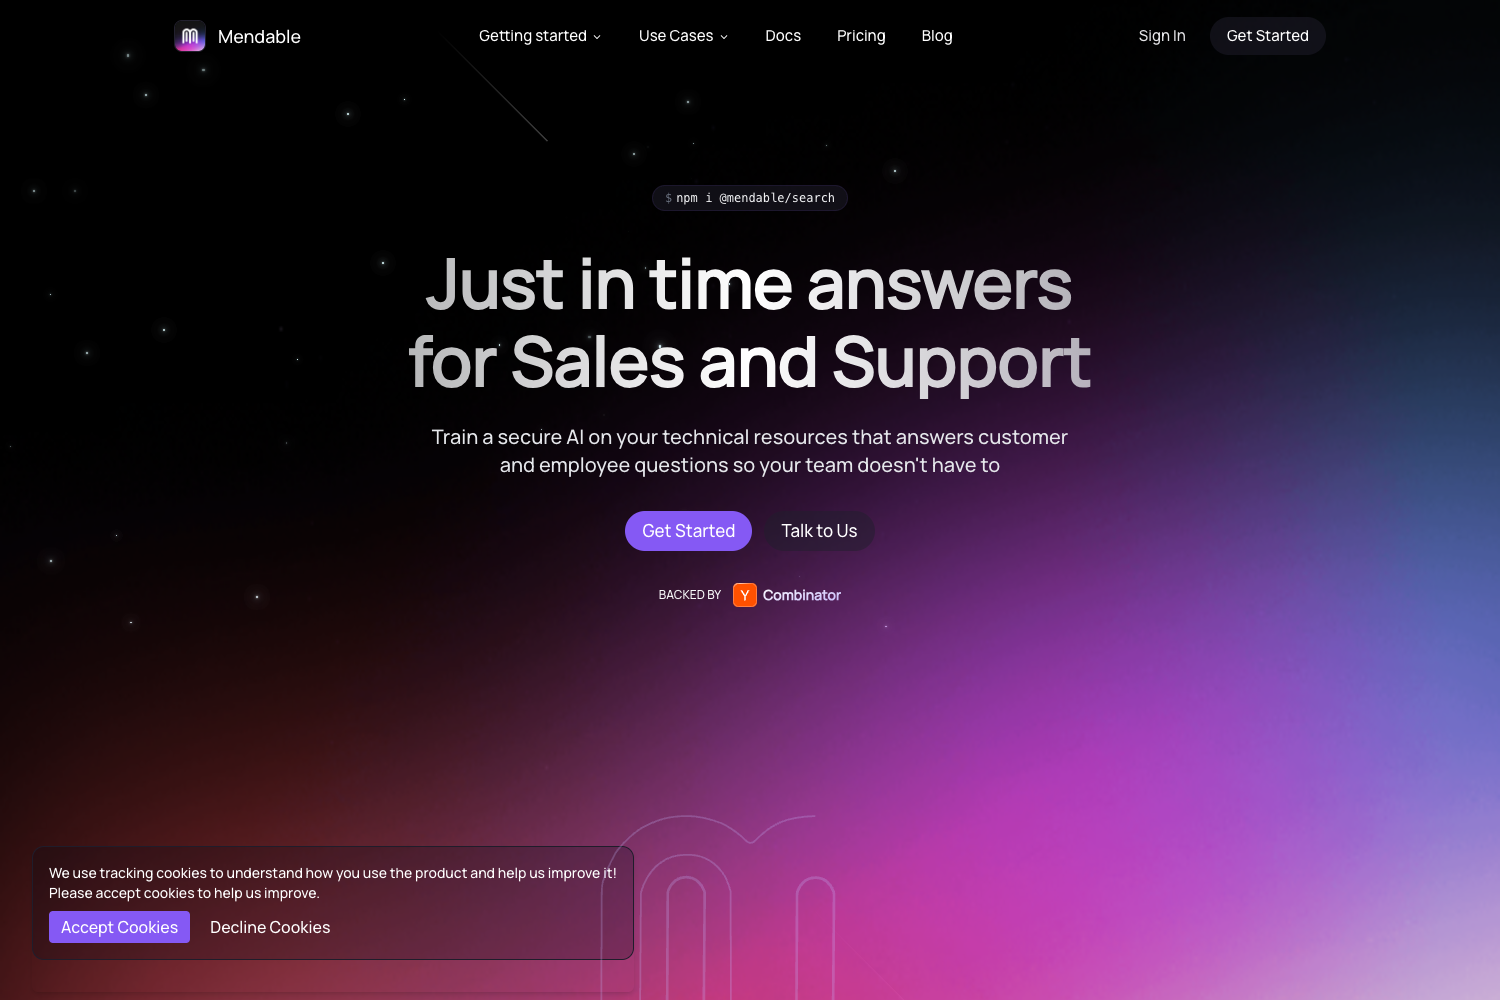 Mendable
Getting started
Use Cases
Docs
Pricing
Blog
Sign In
Get Started
$ npm i @mendable/search
Just in time answers
for Sales and Support
Train a secure AI on your technical resources that answers customer
and employee questions so your team doesn't have to
Get Started
Talk to Us
BACKED BY
Y Combinator
We use tracking cookies to understand how you use the product and help us improve it!
Please accept cookies to help us improve.
Accept Cookies
Decline Cookies